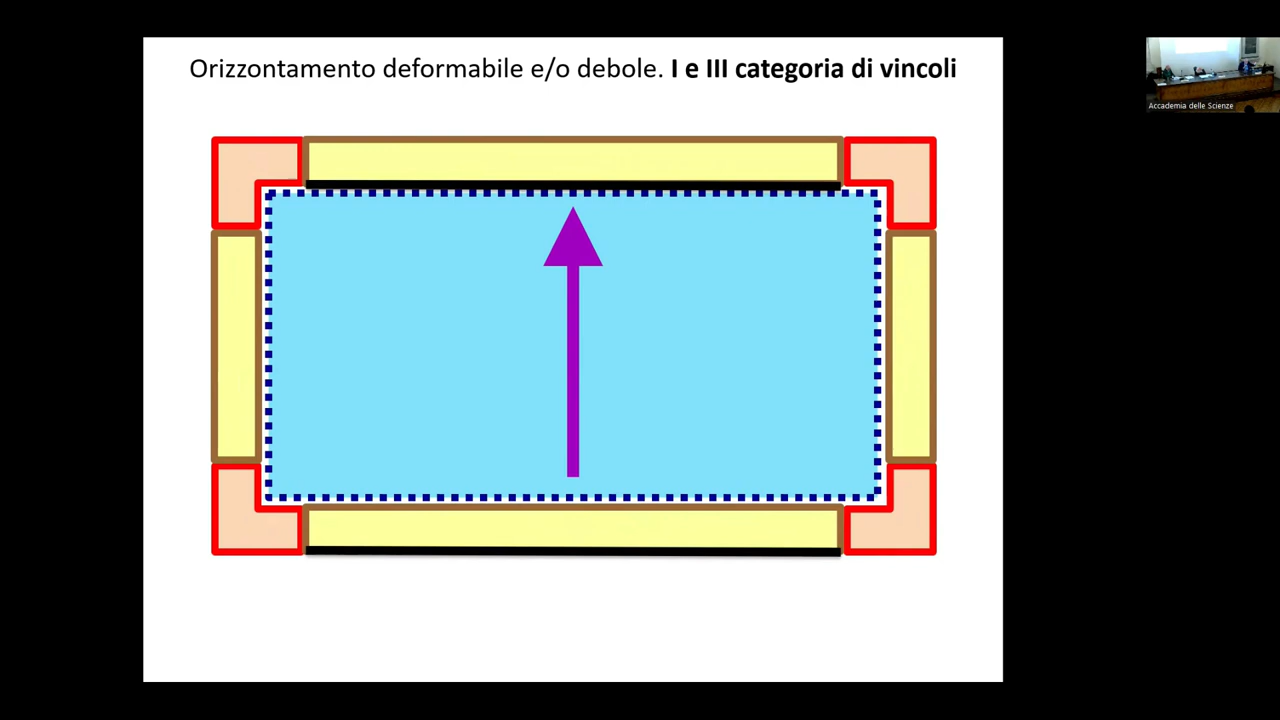 Orizzontamento deformabile e/o debole. I e III categoria di vincoli
Accademia delle Scienze